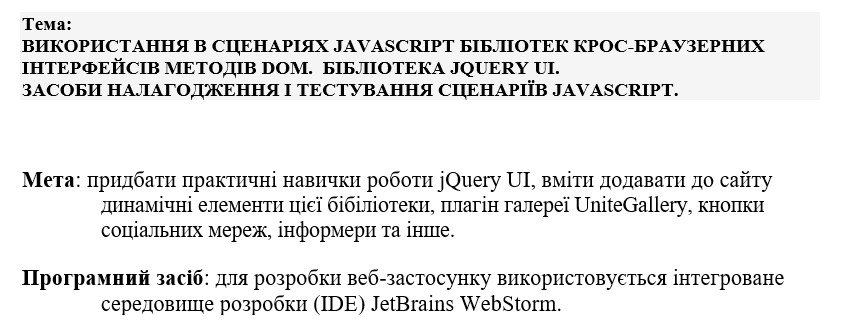 Тема:
ВИКОРИСТАННЯ В СЦЕНАРІЯХ JAVASCRIPT БІБЛІОТЕК КРОС-БРАУЗЕРНИХ
ІНТЕРФЕЙСІВ МЕТОДІВ DOM. БІБЛІОТЕКА JQUERY UI.
ЗАСОБИ НАЛАГОДЖЕННЯ І ТЕСТУВАННЯ СЦЕНАРІЇВ JAVASCRIPT.
Мета: придбати практичні навички роботи jQuery UI, вміти додавати до сайту
динамічні елементи цієї бібіліотеки, плагін галереї UniteGallery, кнопки
соціальних мереж, інформери та інше.
Програмний засіб: для розробки веб-застосунку використовується інтегроване
середовище розробки (IDE) JetBrains WebStorm.